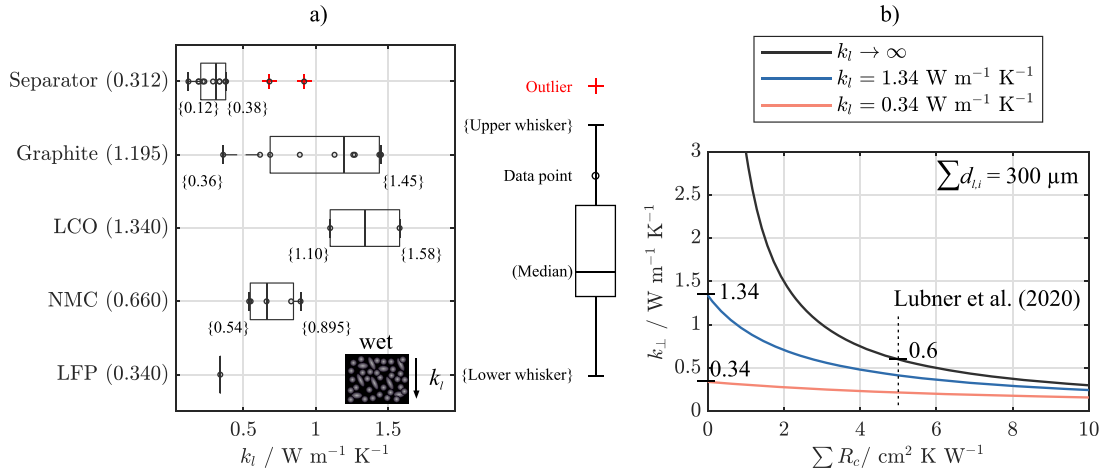 a)
Separator (0.312)
{0.12}
{0.38}
Graphite (1.195)
{0.36}
{1.45}
LCO (1.340)
{1.10}
{1.58}
NMC (0.660)
{0.54}
{0.895}
LFP (0.340)
wet
k_l
0.5
1
1.5
k_l / W m⁻¹ K⁻¹
Outlier
{Upper whisker}
Data point
(Median)
{Lower whisker}
b)
k_l → ∞
k_l = 1.34 W m⁻¹ K⁻¹
k_l = 0.34 W m⁻¹ K⁻¹
∑ d_{l,i} = 300 µm
3
2.5
2
1.5
1
0.5
0
k_⊥ / W m⁻¹ K⁻¹
1.34
0.34
Lubner et al. (2020)
0.6
0
2
4
6
8
10
∑ R_c/ cm² K W⁻¹